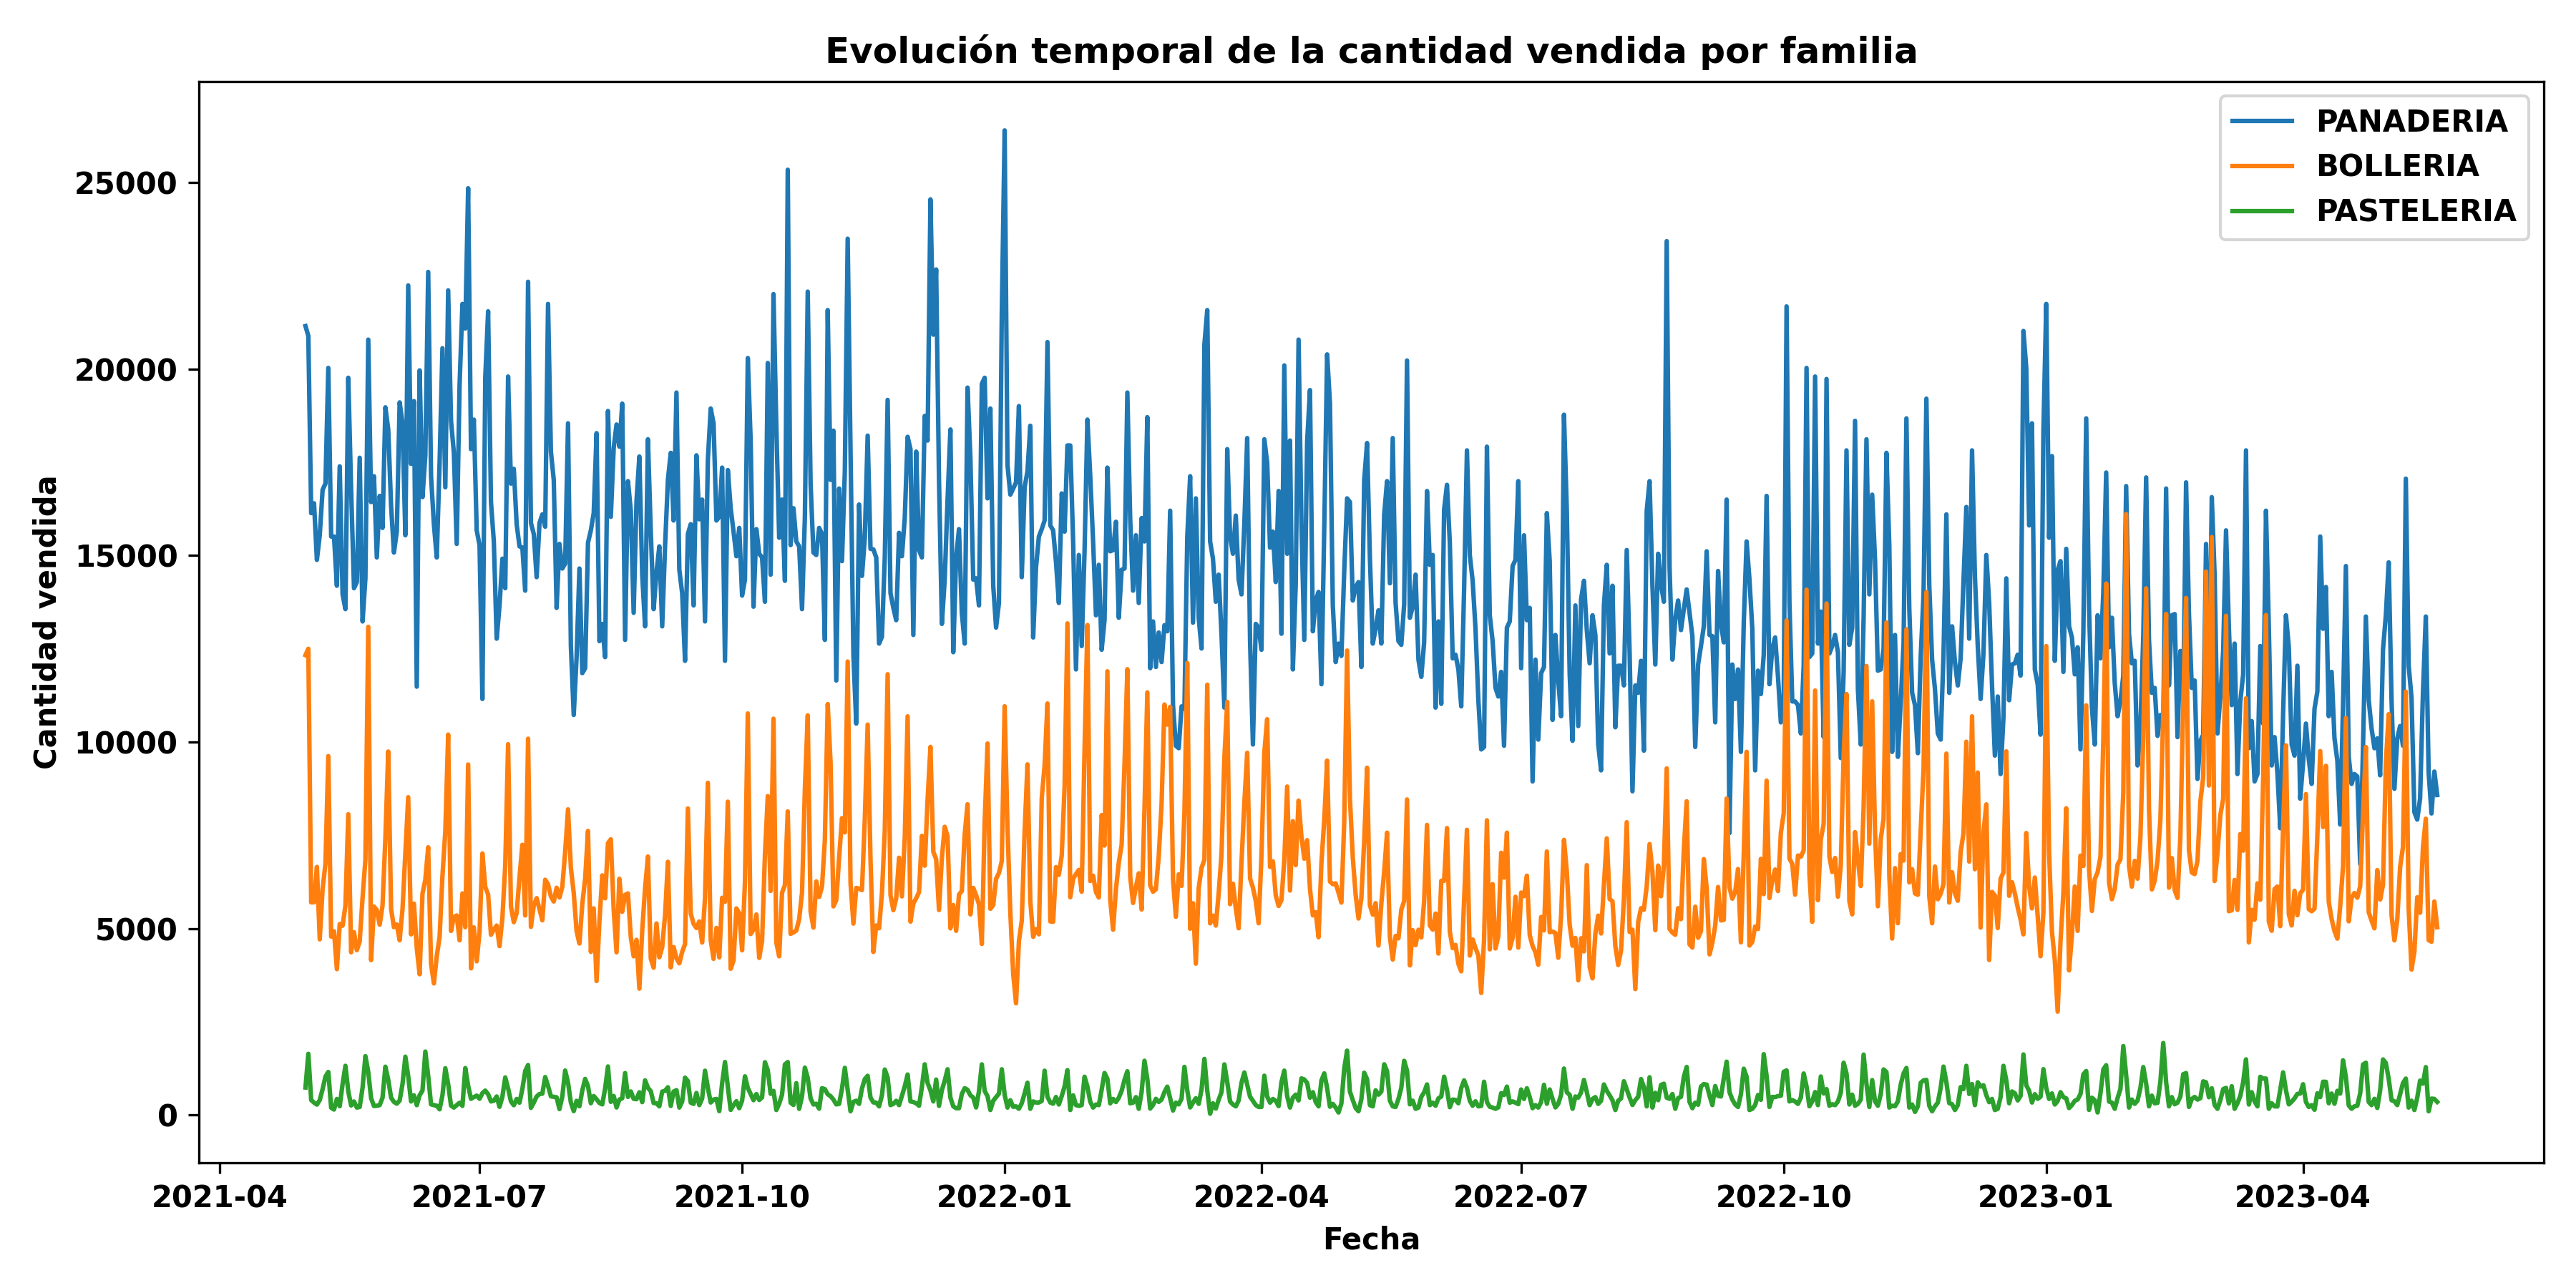 Evolución temporal de la cantidad vendida por familia
PANADERIA
BOLLERIA
PASTELERIA
25000
20000
15000
10000
5000
0
Cantidad vendida
2021-04
2021-07
2021-10
2022-01
2022-04
2022-07
2022-10
2023-01
2023-04
Fecha